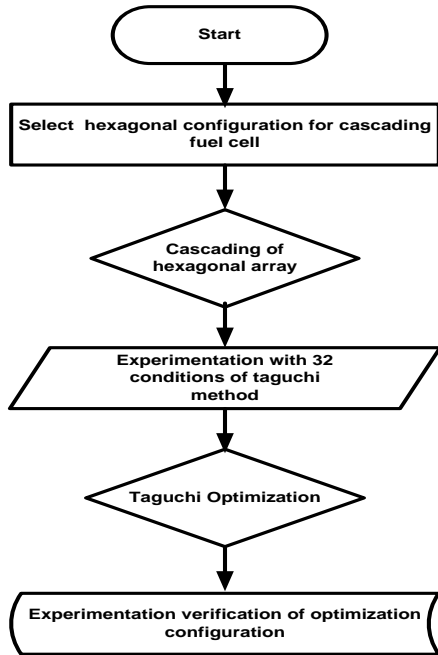 Start
Select hexagonal configuration for cascading
fuel cell
Cascading of
hexagonal array
Experimentation with 32
conditions of taguchi
method
Taguchi Optimization
Experimentation verification of optimization
configuration